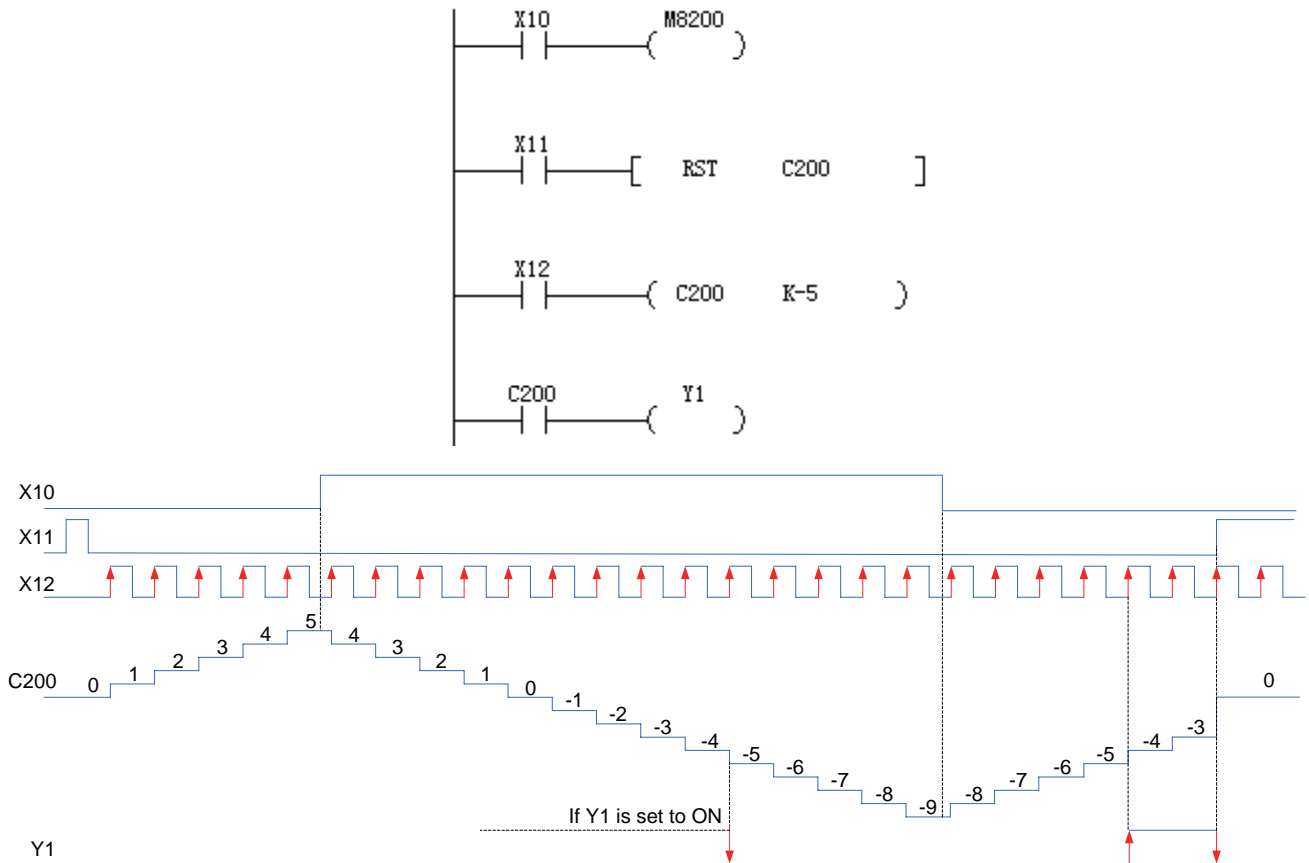 X10 M8200
X11 RST C200
X12 C200 K-5
C200 Y1
X10
X11
X12
C200 0 1 2 3 4 5 4 3 2 1 0 -1 -2 -3 -4 -5 -6 -7 -8 -9 -8 -7 -6 -5 -4 -3 0
If Y1 is set to ON
Y1